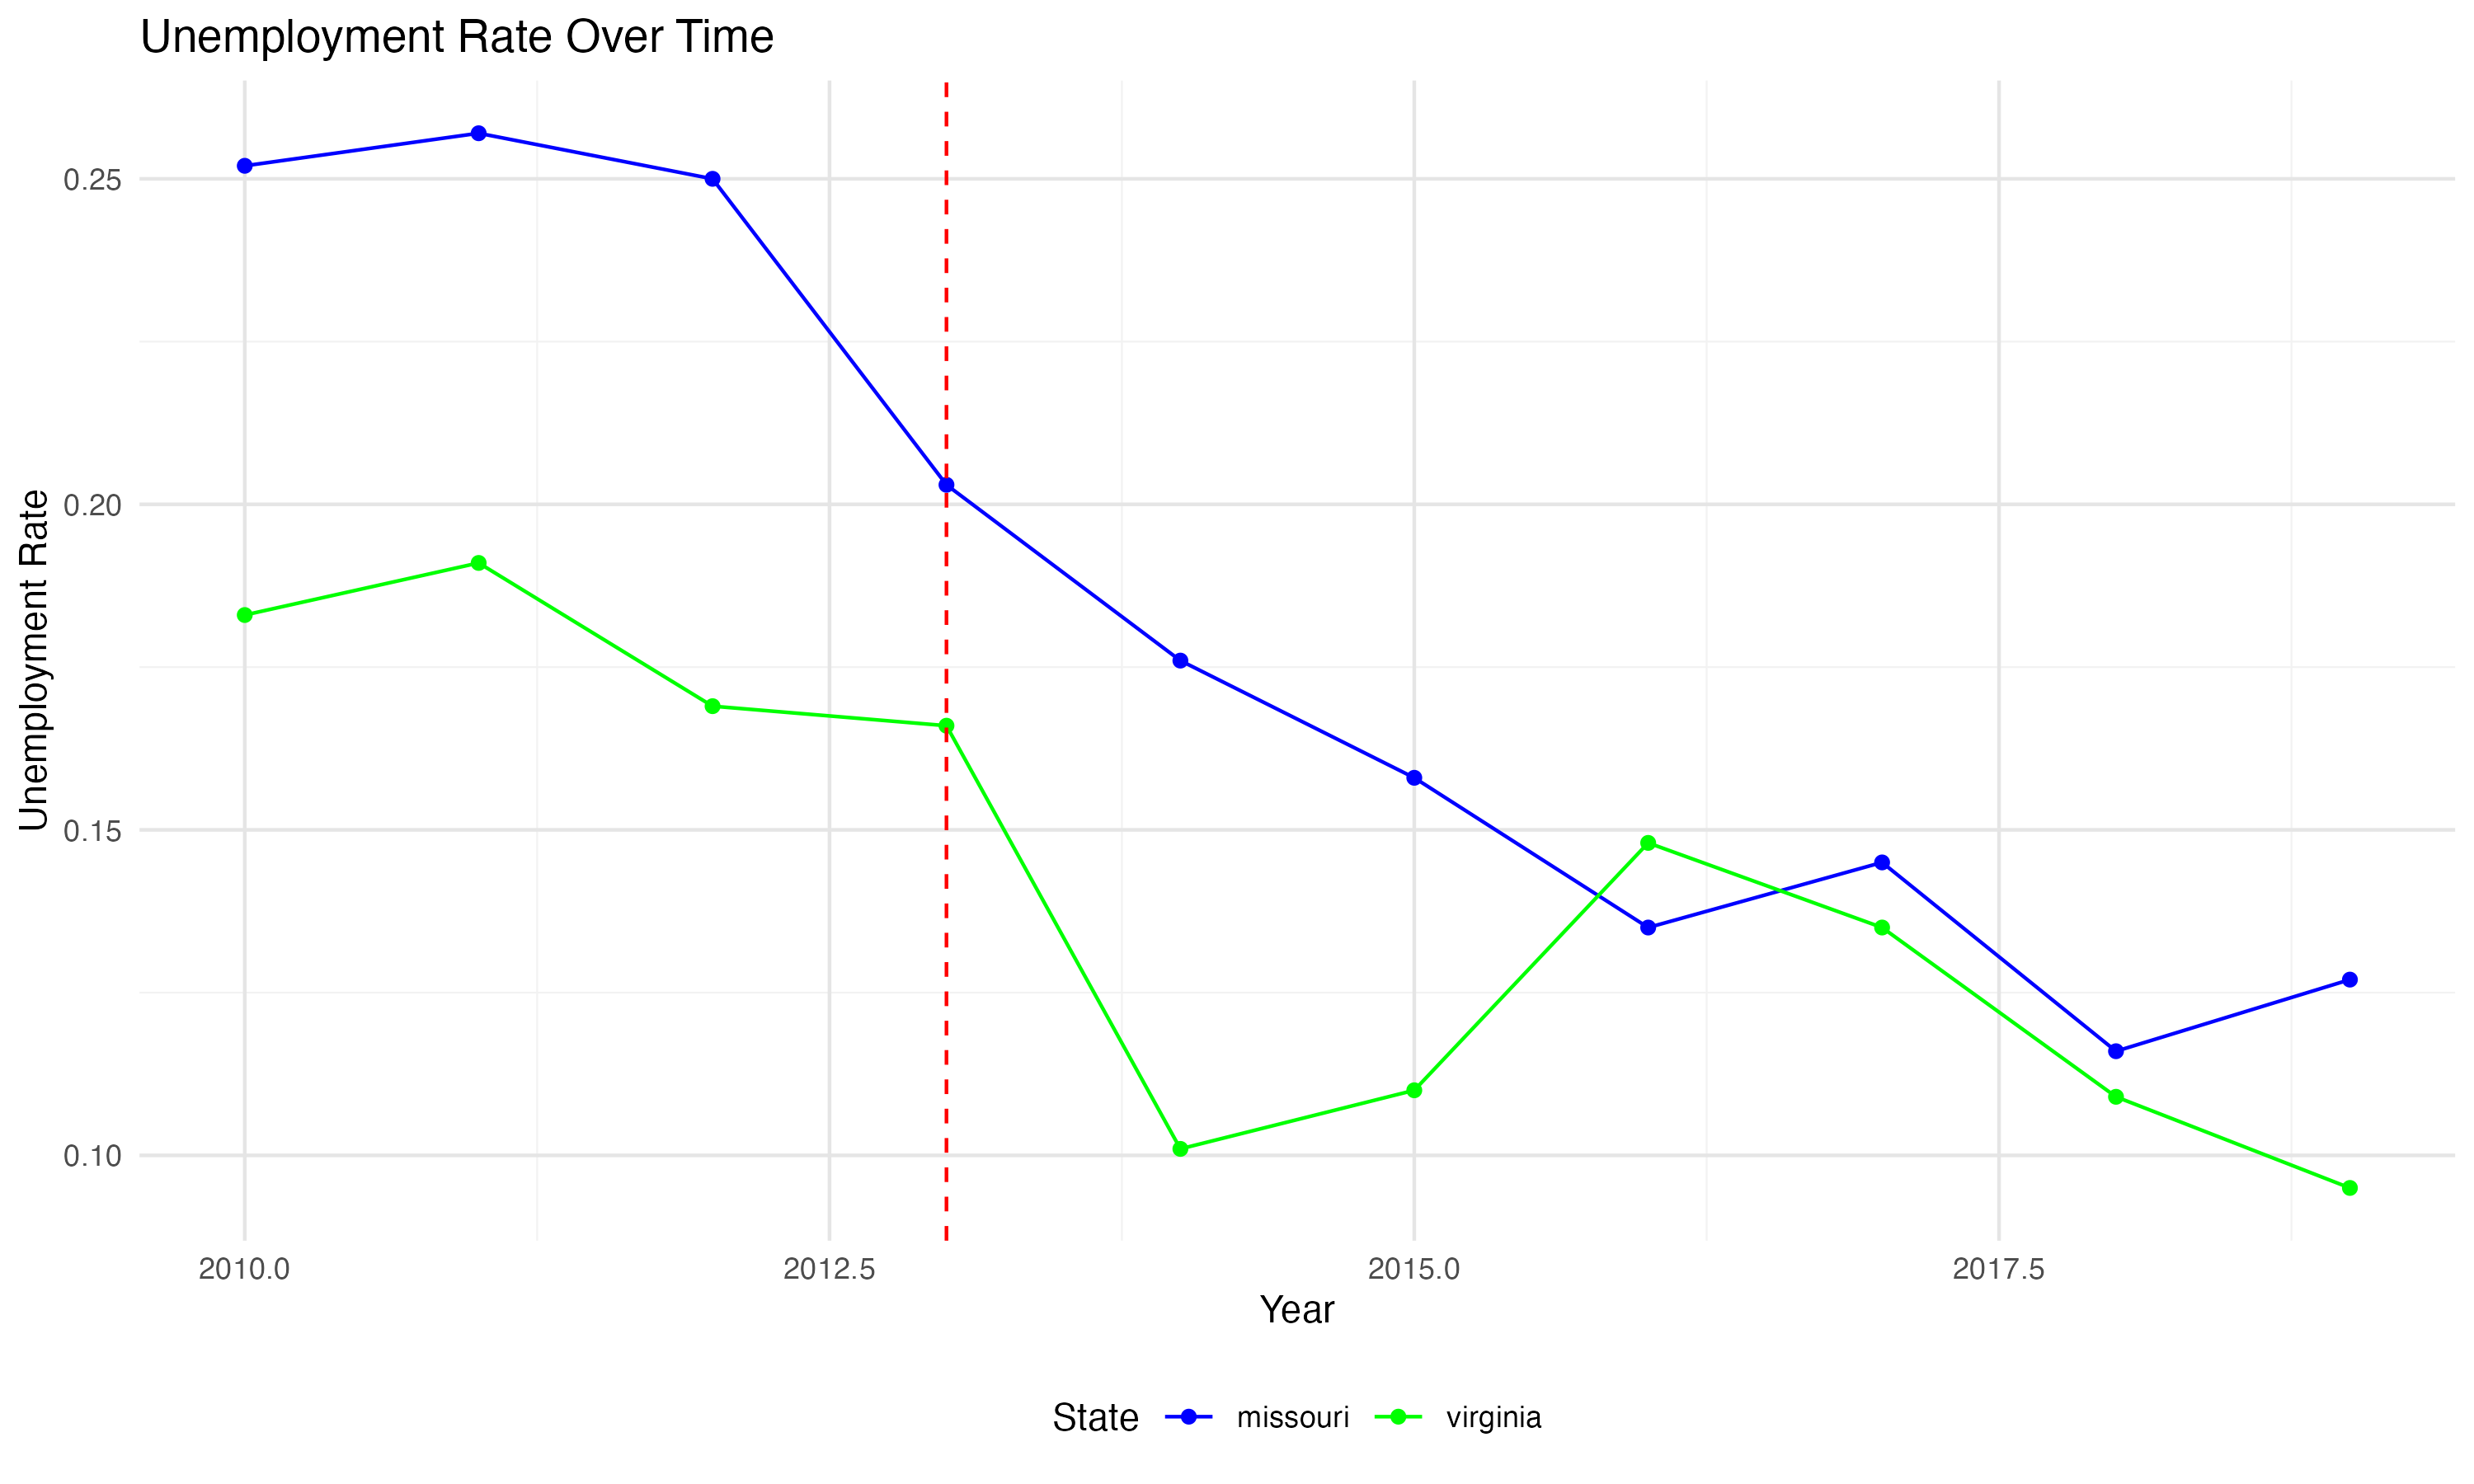 Unemployment Rate Over Time
Unemployment Rate
0.25
0.20
0.15
0.10
2010.0 2012.5 2015.0 2017.5
Year
State missouri virginia